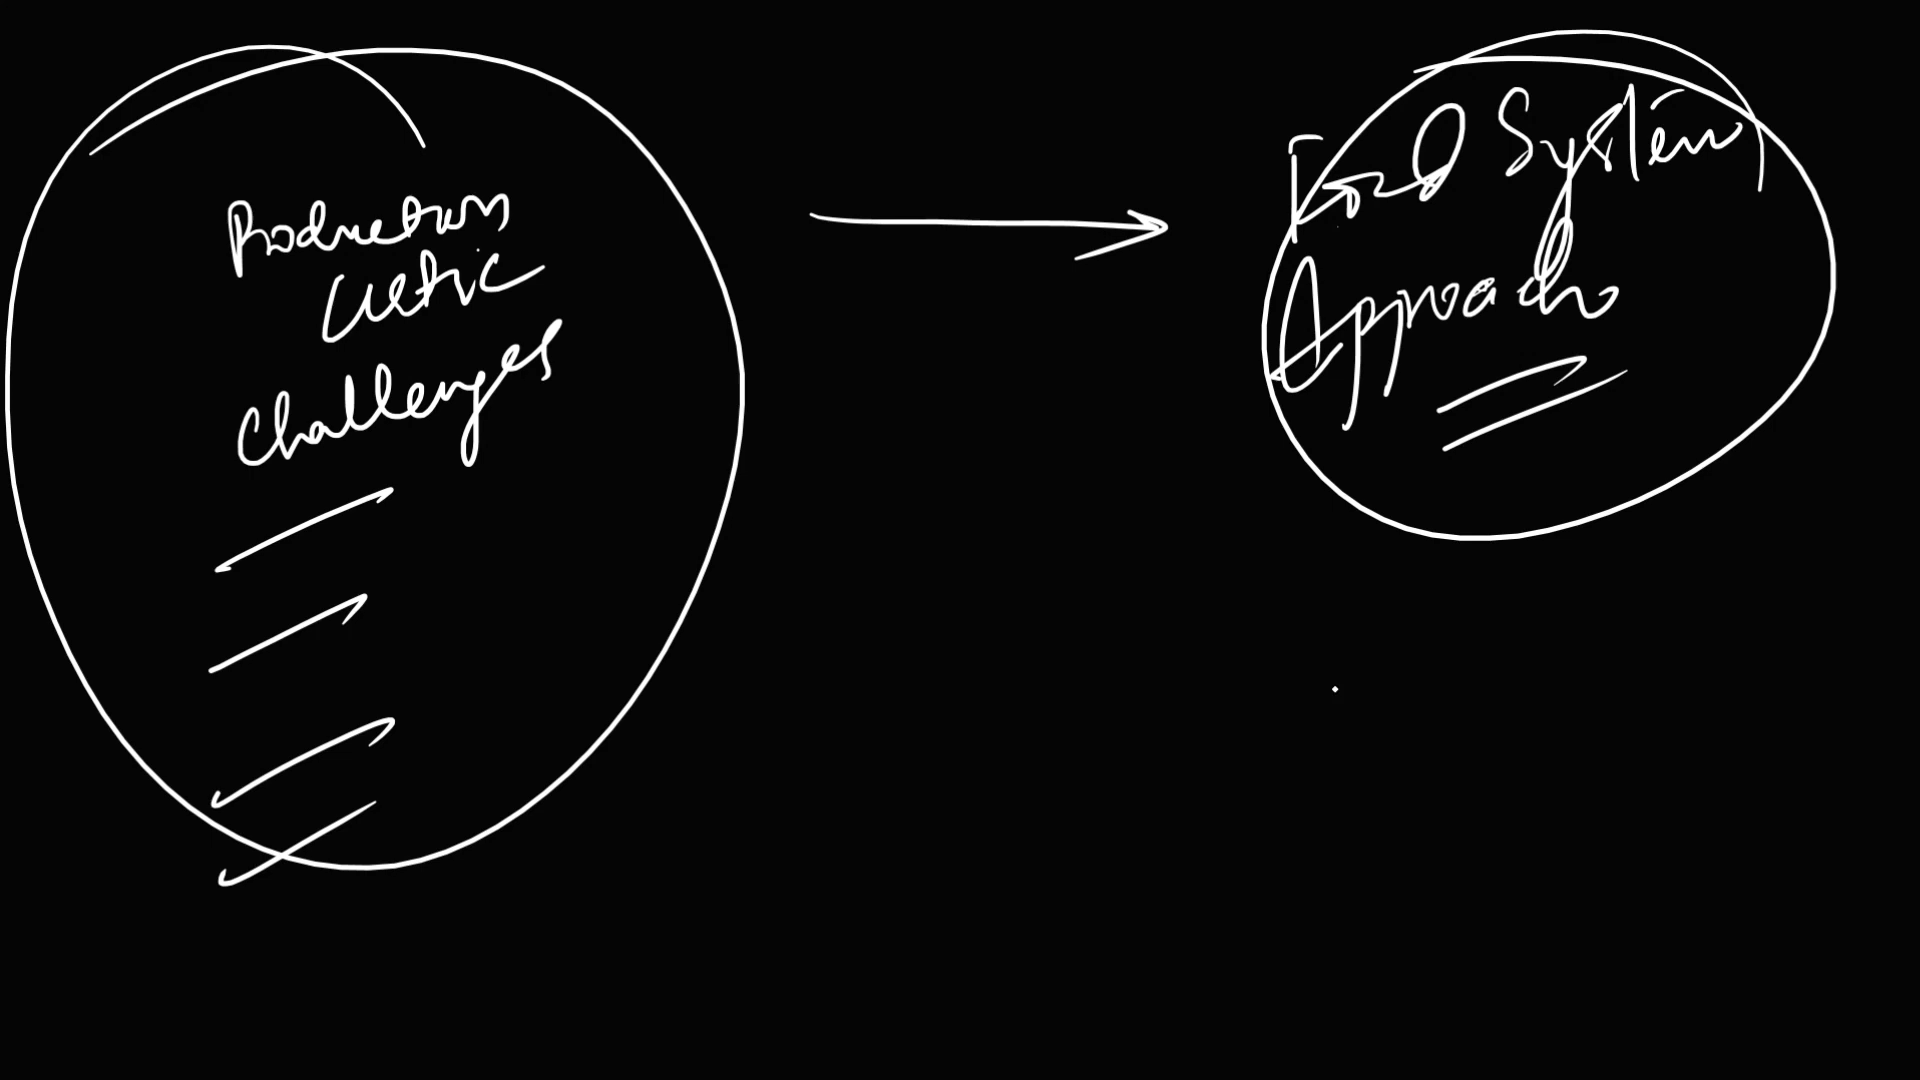 Production
Centric
Challenges
Food System
Approach